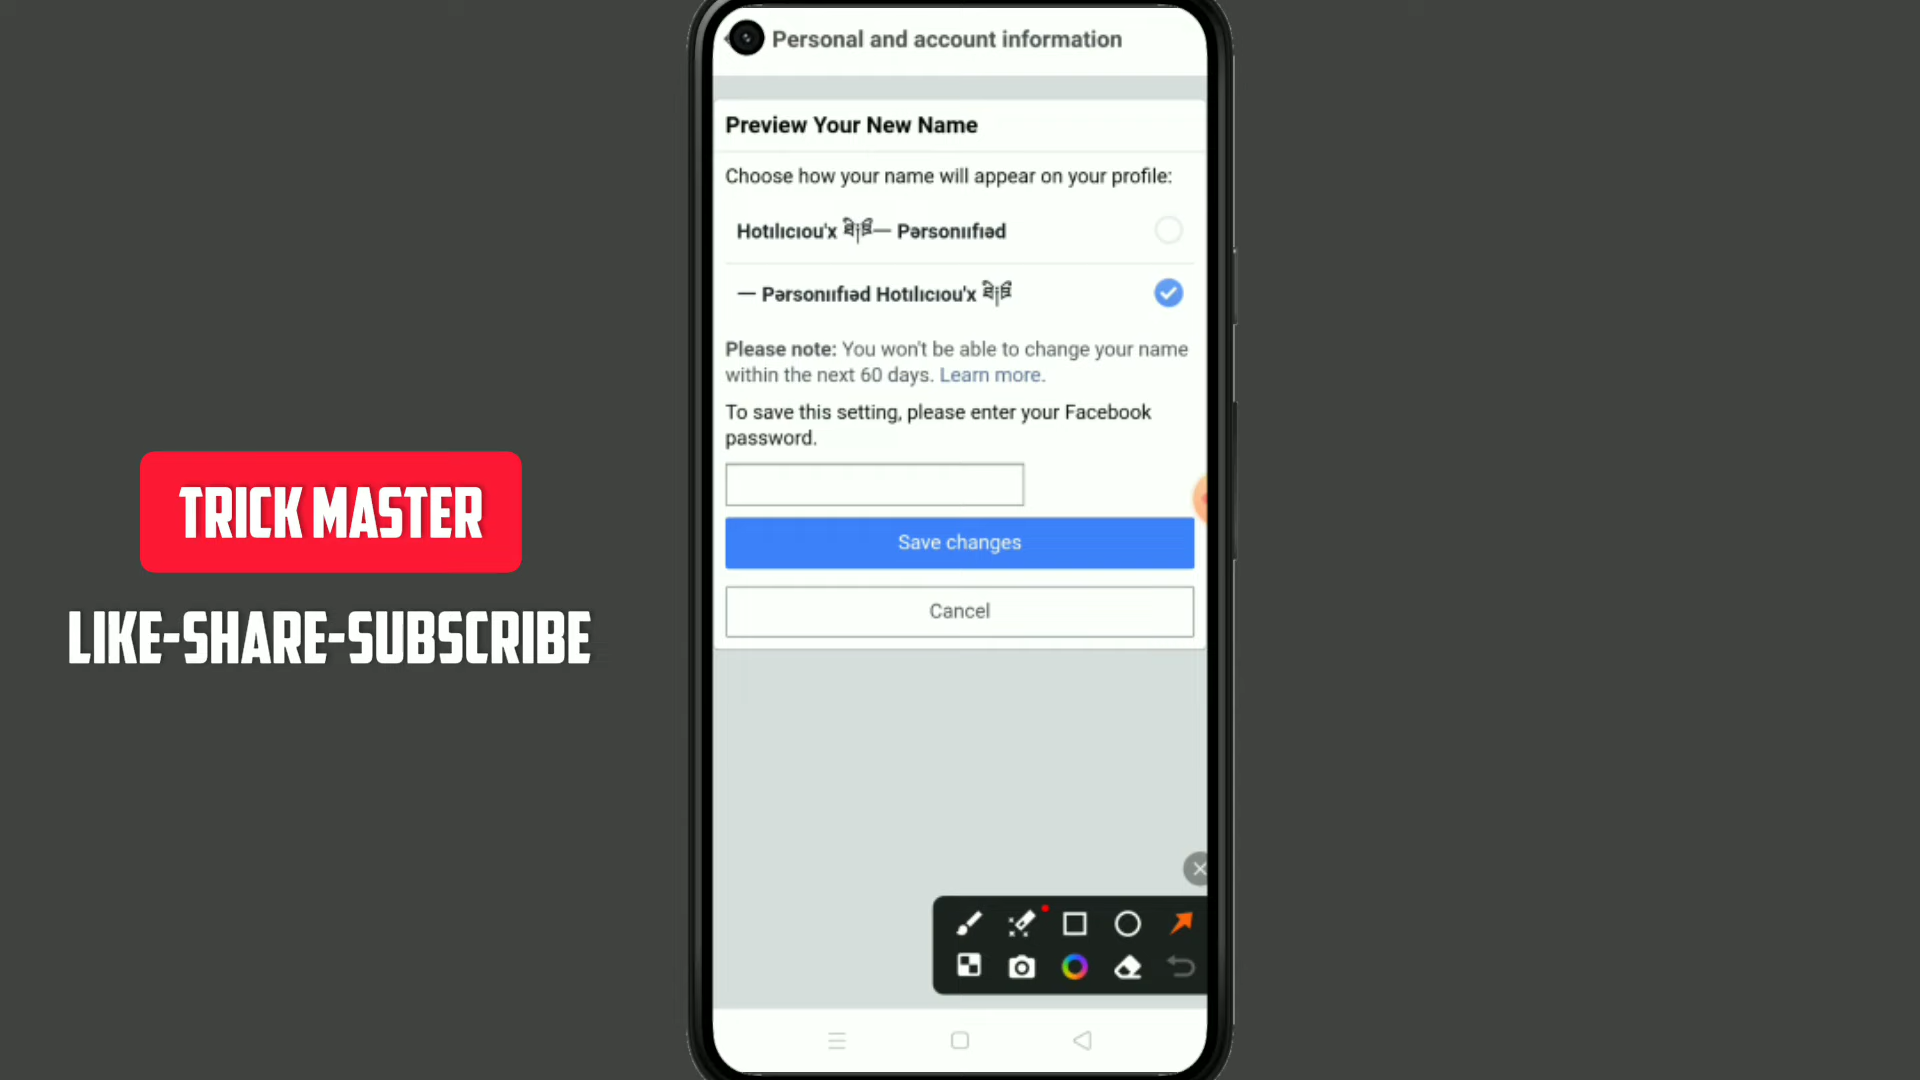 Personal and account information
Preview Your New Name
Choose how your name will appear on your profile:
Hotılıcıou'x — Pərsonııfıəd
— Pərsonııfıəd Hotılıcıou'x
Please note: You won't be able to change your name
within the next 60 days. Learn more.
To save this setting, please enter your Facebook
password.
Save changes
Cancel
TRICK MASTER
LIKE-SHARE-SUBSCRIBE